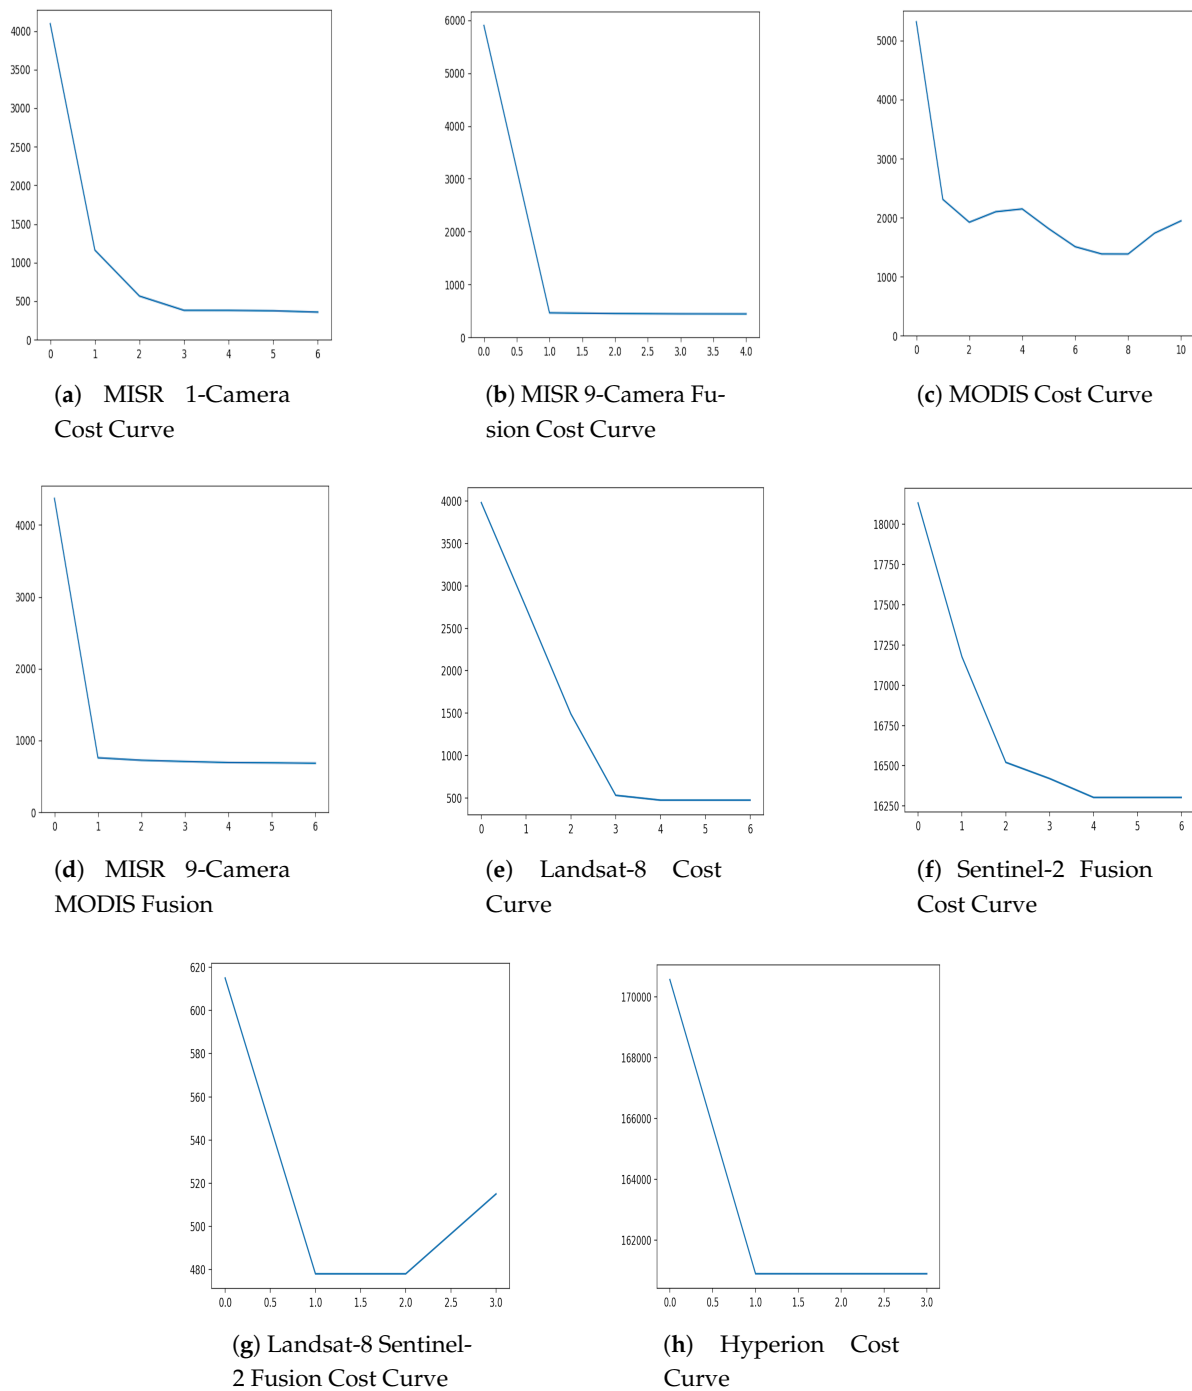 4000
3500
3000
2500
2000
1500
1000
500
0
0 1 2 3 4 5 6
(a) MISR 1-Camera
Cost Curve
6000
5000
4000
3000
2000
1000
0
0.0 0.5 1.0 1.5 2.0 2.5 3.0 3.5 4.0
(b) MISR 9-Camera Fu-
sion Cost Curve
5000
4000
3000
2000
1000
0
0 2 4 6 8 10
(c) MODIS Cost Curve
4000
3000
2000
1000
0
0 1 2 3 4 5 6
(d) MISR 9-Camera
MODIS Fusion
4000
3500
3000
2500
2000
1500
1000
500
0 1 2 3 4 5 6
(e) Landsat-8 Cost
Curve
18000
17750
17500
17250
17000
16750
16500
16250
0 1 2 3 4 5 6
(f) Sentinel-2 Fusion
Cost Curve
620
600
580
560
540
520
500
480
0.0 0.5 1.0 1.5 2.0 2.5 3.0
(g) Landsat-8 Sentinel-
2 Fusion Cost Curve
170000
168000
166000
164000
162000
0.0 0.5 1.0 1.5 2.0 2.5 3.0
(h) Hyperion Cost
Curve